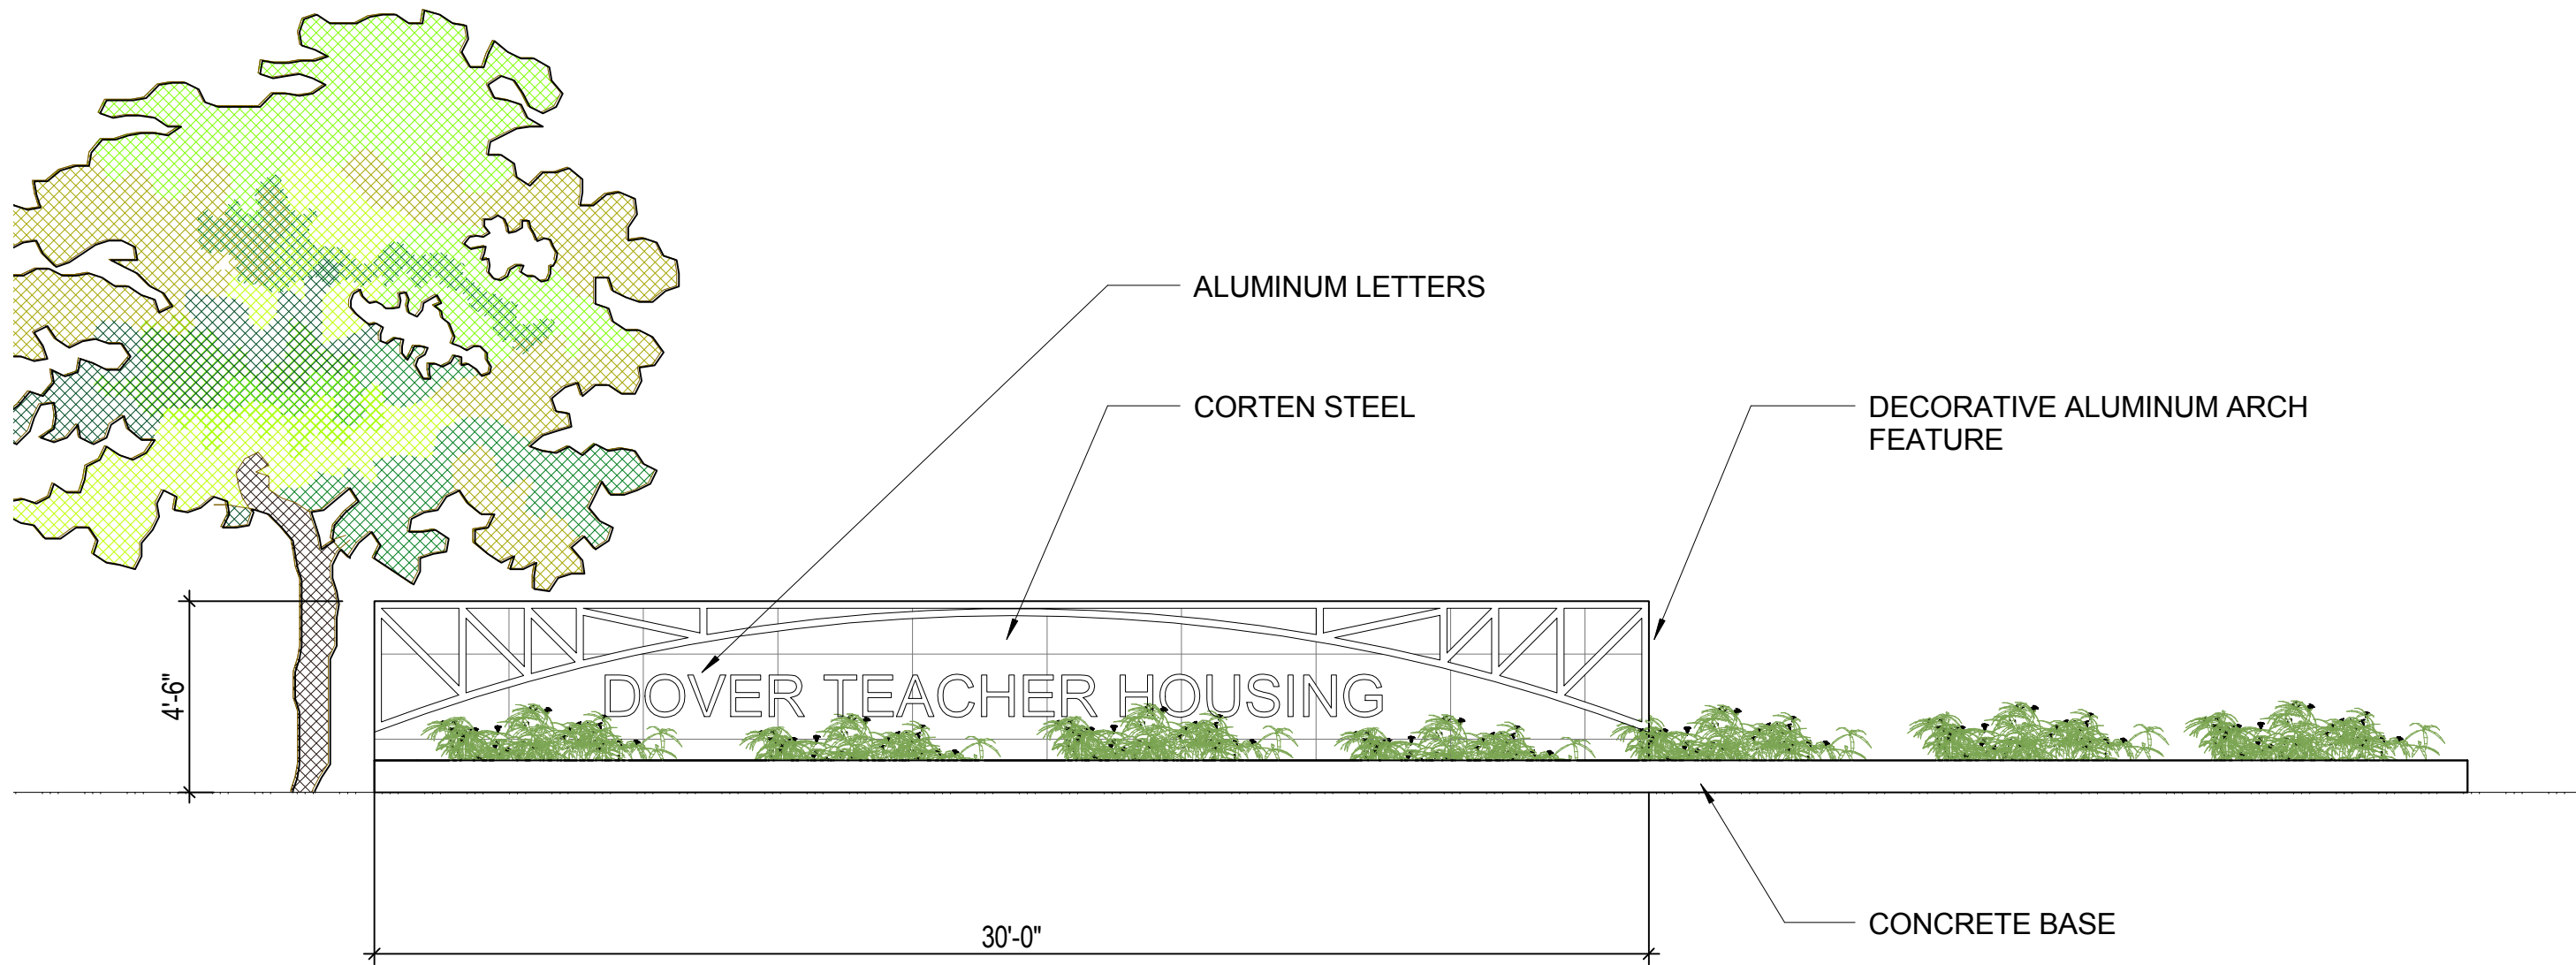 ALUMINUM LETTERS
CORTEN STEEL
DECORATIVE ALUMINUM ARCH
FEATURE
4'-6"
DOVER TEACHER HOUSING
CONCRETE BASE
30'-0"